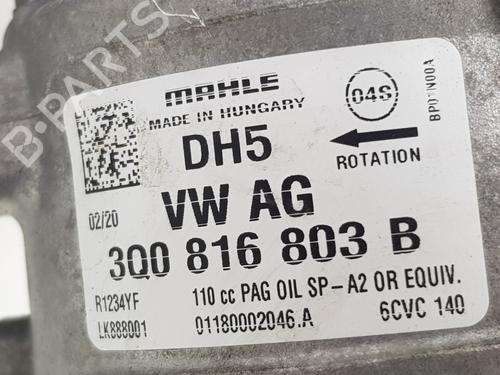 MAHLE
MADE IN HUNGARY
04S
BP01N00A
DH5
ROTATION
02/20
VW AG
3Q0 816 803 B
R1234YF
110 cc PAG OIL SP-A2 OR EQUIV.
LK888001
01180002046.A
6CVC 140
B-PARTS